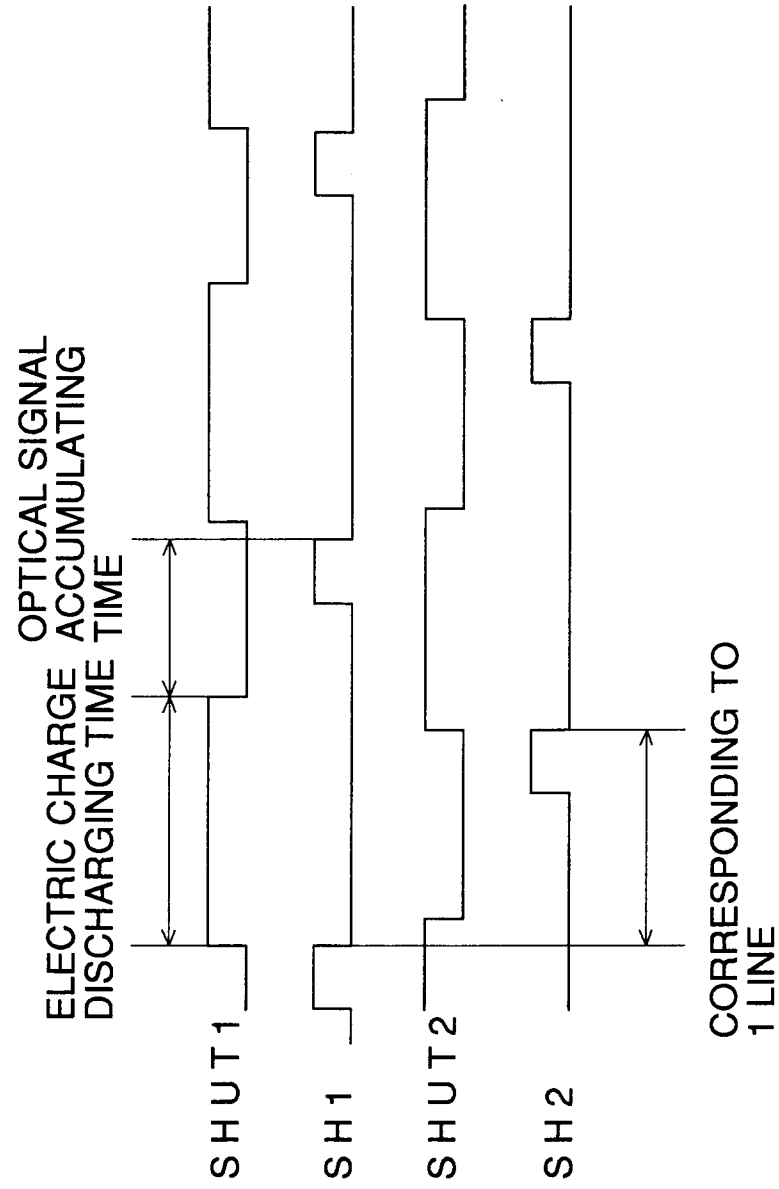 ELECTRIC CHARGE
DISCHARGING TIME
OPTICAL SIGNAL
ACCUMULATING
TIME
SHUT1
SH1
SHUT2
SH2
CORRESPONDING TO
1 LINE